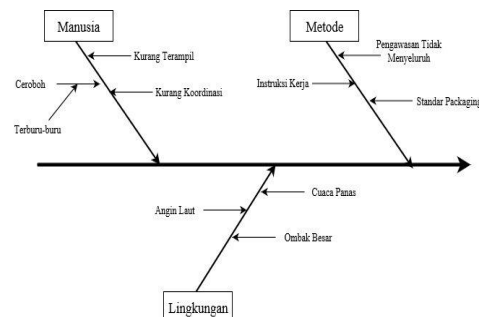 Manusia
Metode
Kurang Terampil
Ceroboh
Kurang Koordinasi
Terburu-buru
Pengawasan Tidak
Menyeluruh
Instruksi Kerja
Standar Packaging
Cuaca Panas
Angin Laut
Ombak Besar
Lingkungan